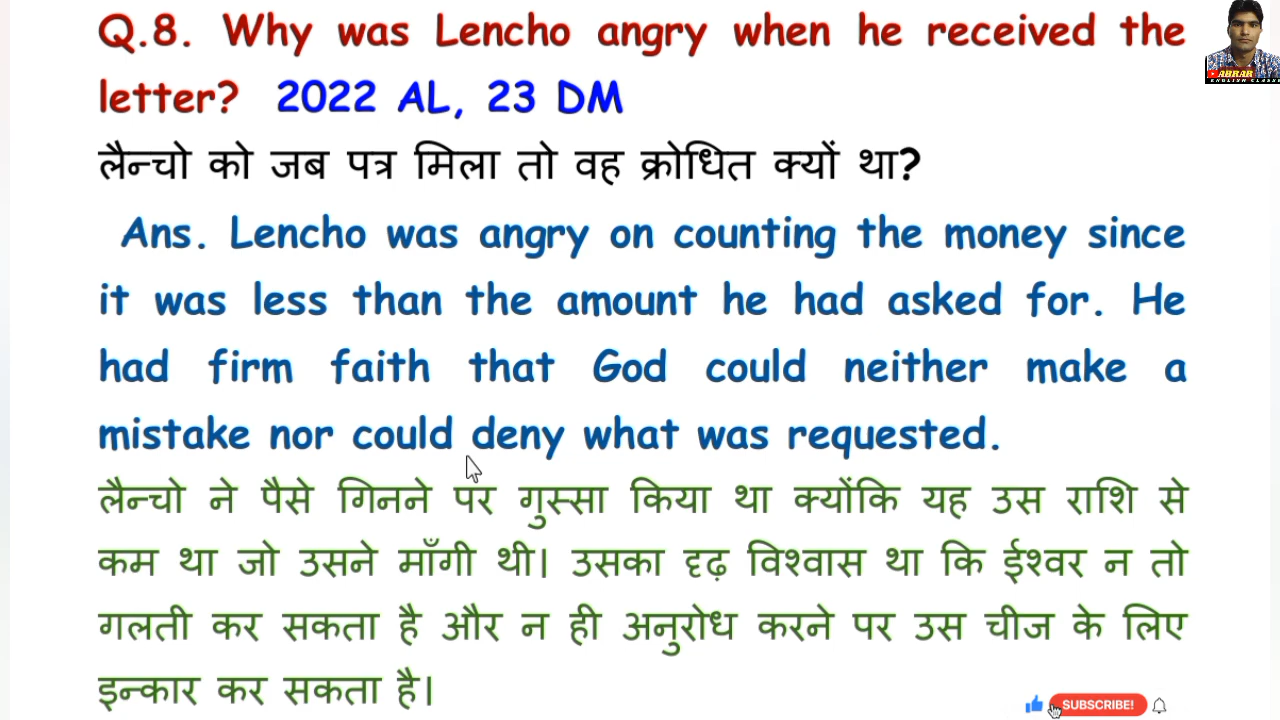 Q.8. Why was Lencho angry when he received the
letter? 2022 AL, 23 DM
लैन्चो को जब पत्र मिला तो वह क्रोधित क्यों था?
Ans. Lencho was angry on counting the money since
it was less than the amount he had asked for. He
had firm faith that God could neither make a
mistake nor could deny what was requested.
लैन्चो ने पैसे गिनने पर गुस्सा किया था क्योंकि यह उस राशि से
कम था जो उसने माँगी थी। उसका दृढ़ विश्वास था कि ईश्वर न तो
गलती कर सकता है और न ही अनुरोध करने पर उस चीज के लिए
इन्कार कर सकता है।
ABRAR
ENGLISH CLASSES
SUBSCRIBE!